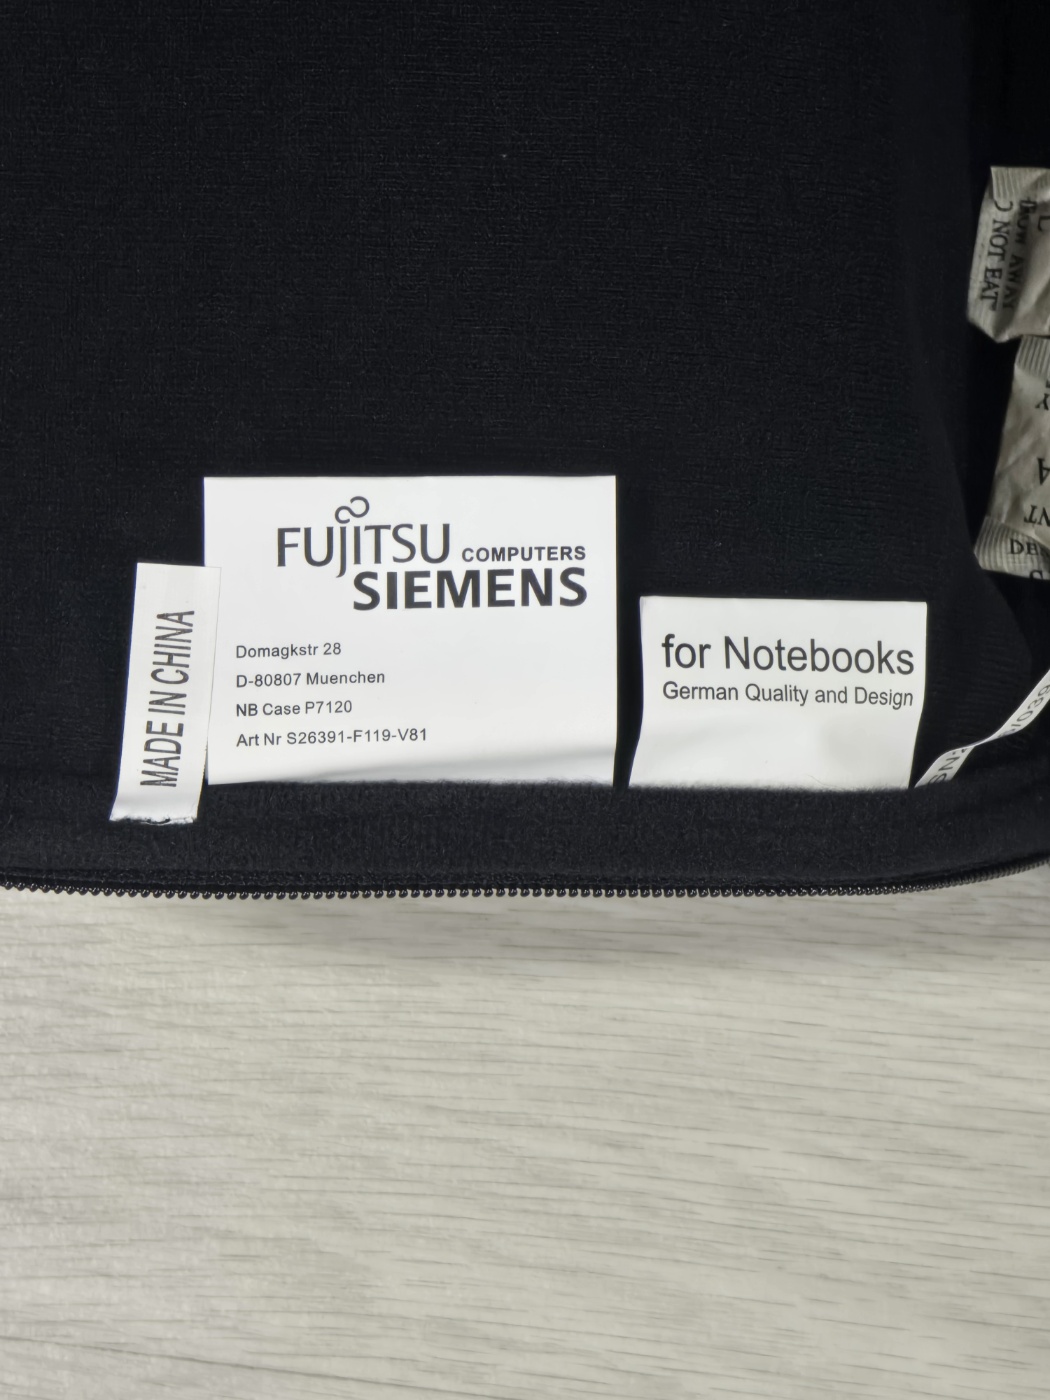 MADE IN CHINA
FUJITSU COMPUTERS
SIEMENS
Domagkstr 28
D-80807 Muenchen
NB Case P7120
Art Nr S26391-F119-V81
for Notebooks
German Quality and Design
AWAY
NOT EAT